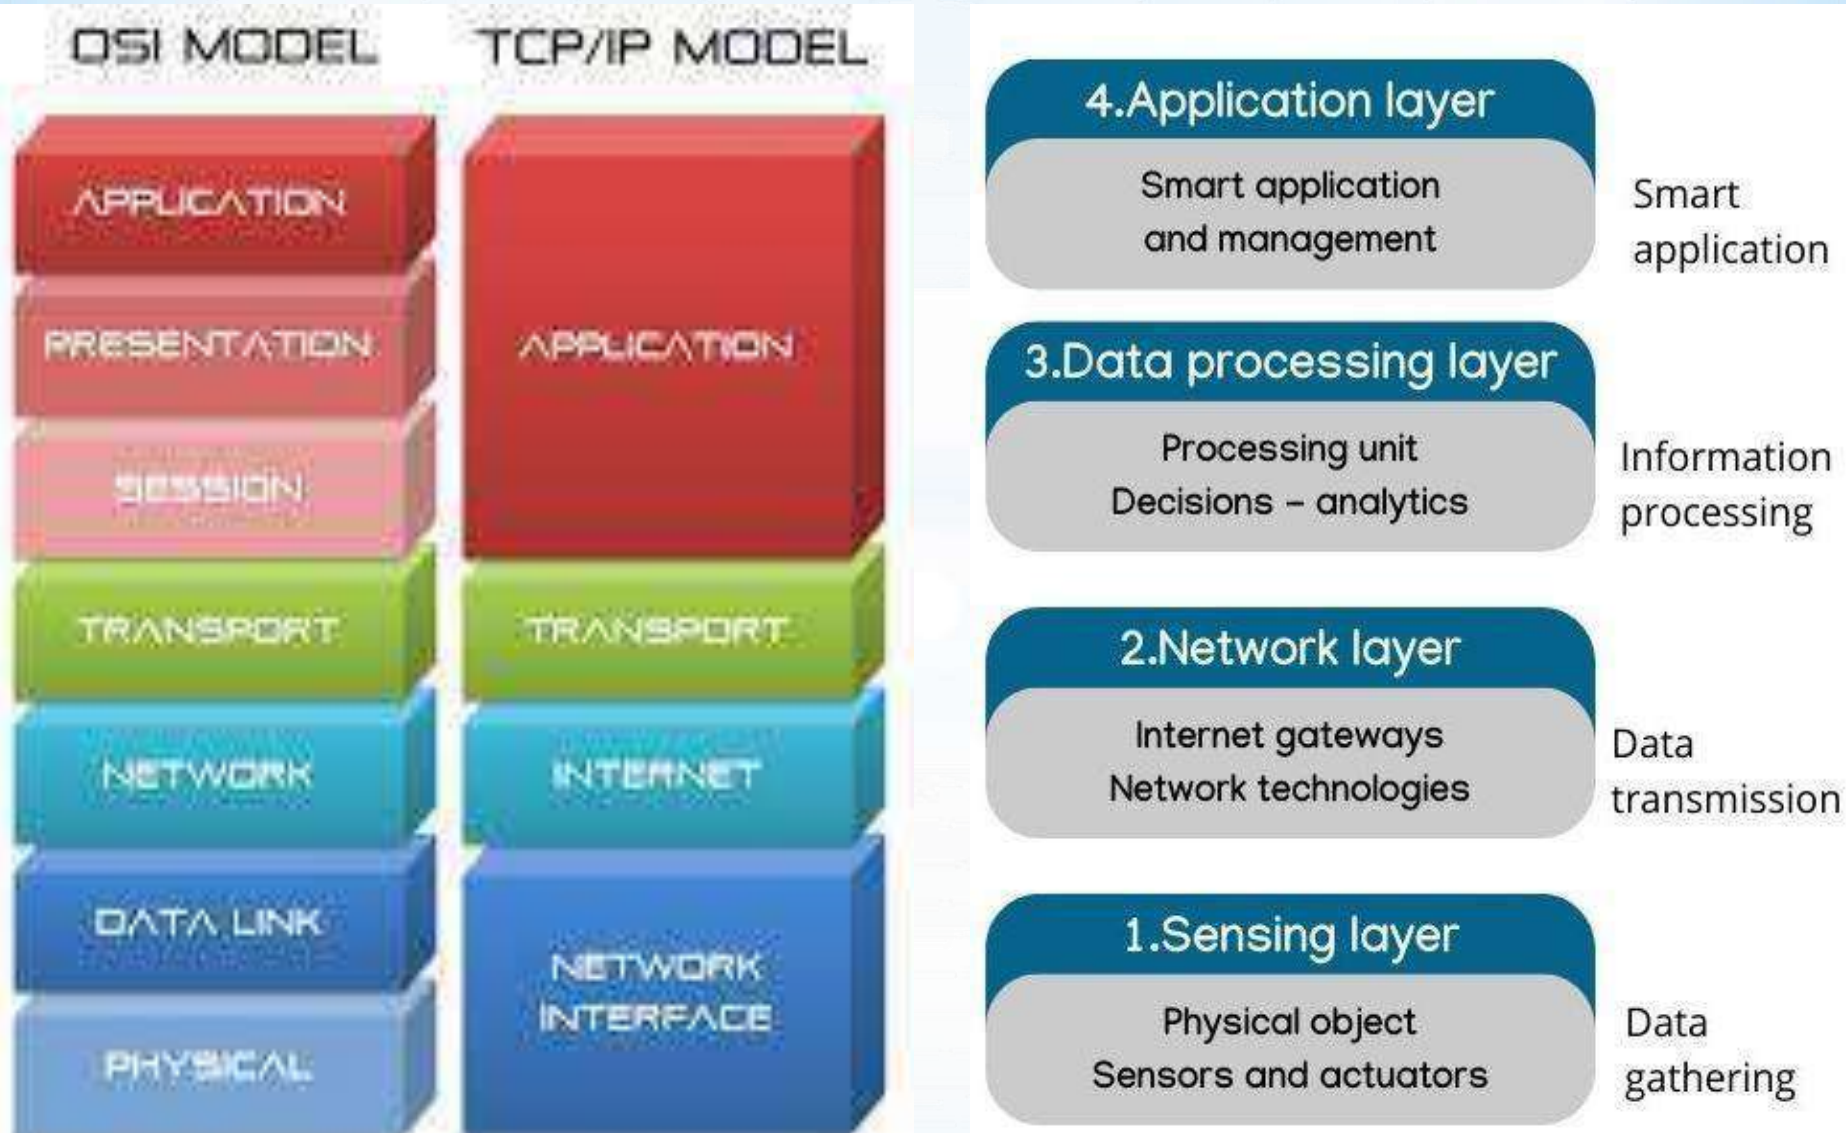 OSI MODEL
APPLICATION
PRESENTATION
SESSION
TRANSPORT
NETWORK
DATA LINK
PHYSICAL
TCP/IP MODEL
APPLICATION
TRANSPORT
INTERNET
NETWORK
INTERFACE
4.Application layer
Smart application
and management
Smart
application
3.Data processing layer
Processing unit
Decisions – analytics
Information
processing
2.Network layer
Internet gateways
Network technologies
Data
transmission
1.Sensing layer
Physical object
Sensors and actuators
Data
gathering